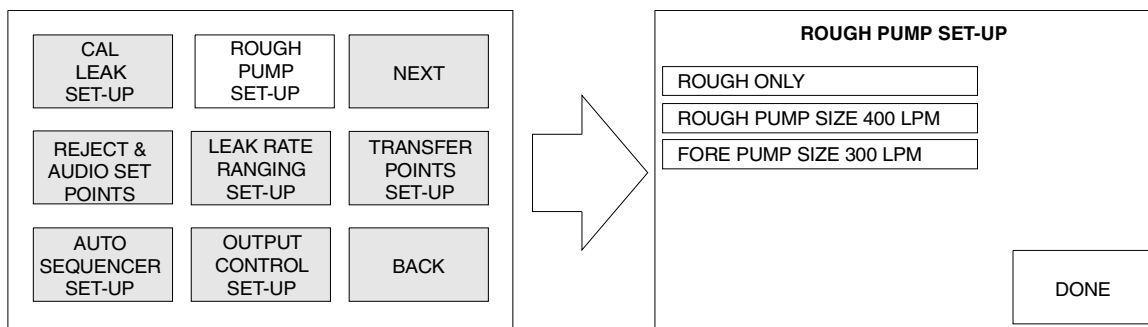 CAL
LEAK
SET-UP
ROUGH
PUMP
SET-UP
NEXT
REJECT &
AUDIO SET
POINTS
LEAK RATE
RANGING
SET-UP
TRANSFER
POINTS
SET-UP
AUTO
SEQUENCER
SET-UP
OUTPUT
CONTROL
SET-UP
BACK
ROUGH PUMP SET-UP
ROUGH ONLY
ROUGH PUMP SIZE 400 LPM
FORE PUMP SIZE 300 LPM
DONE